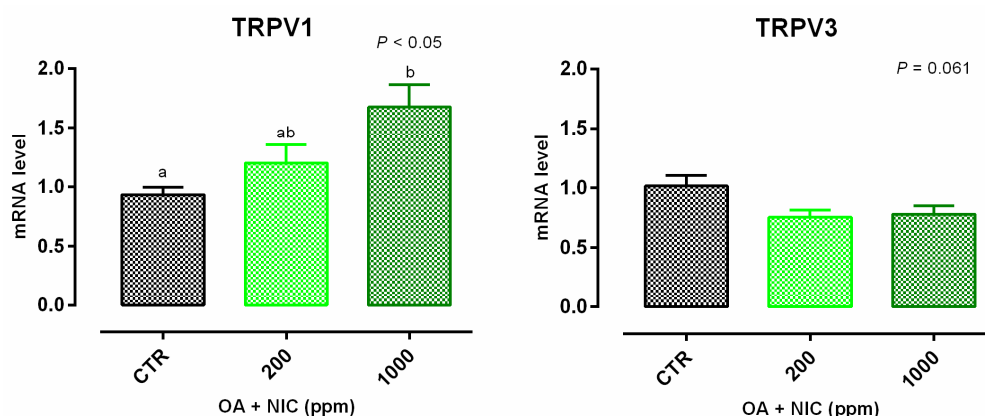 TRPV1
P < 0.05
2.0
1.5
1.0
0.5
0.0
mRNA level
a
ab
b
CTR
200
1000
OA + NIC (ppm)
TRPV3
P = 0.061
2.0
1.5
1.0
0.5
0.0
mRNA level
CTR
200
1000
OA + NIC (ppm)